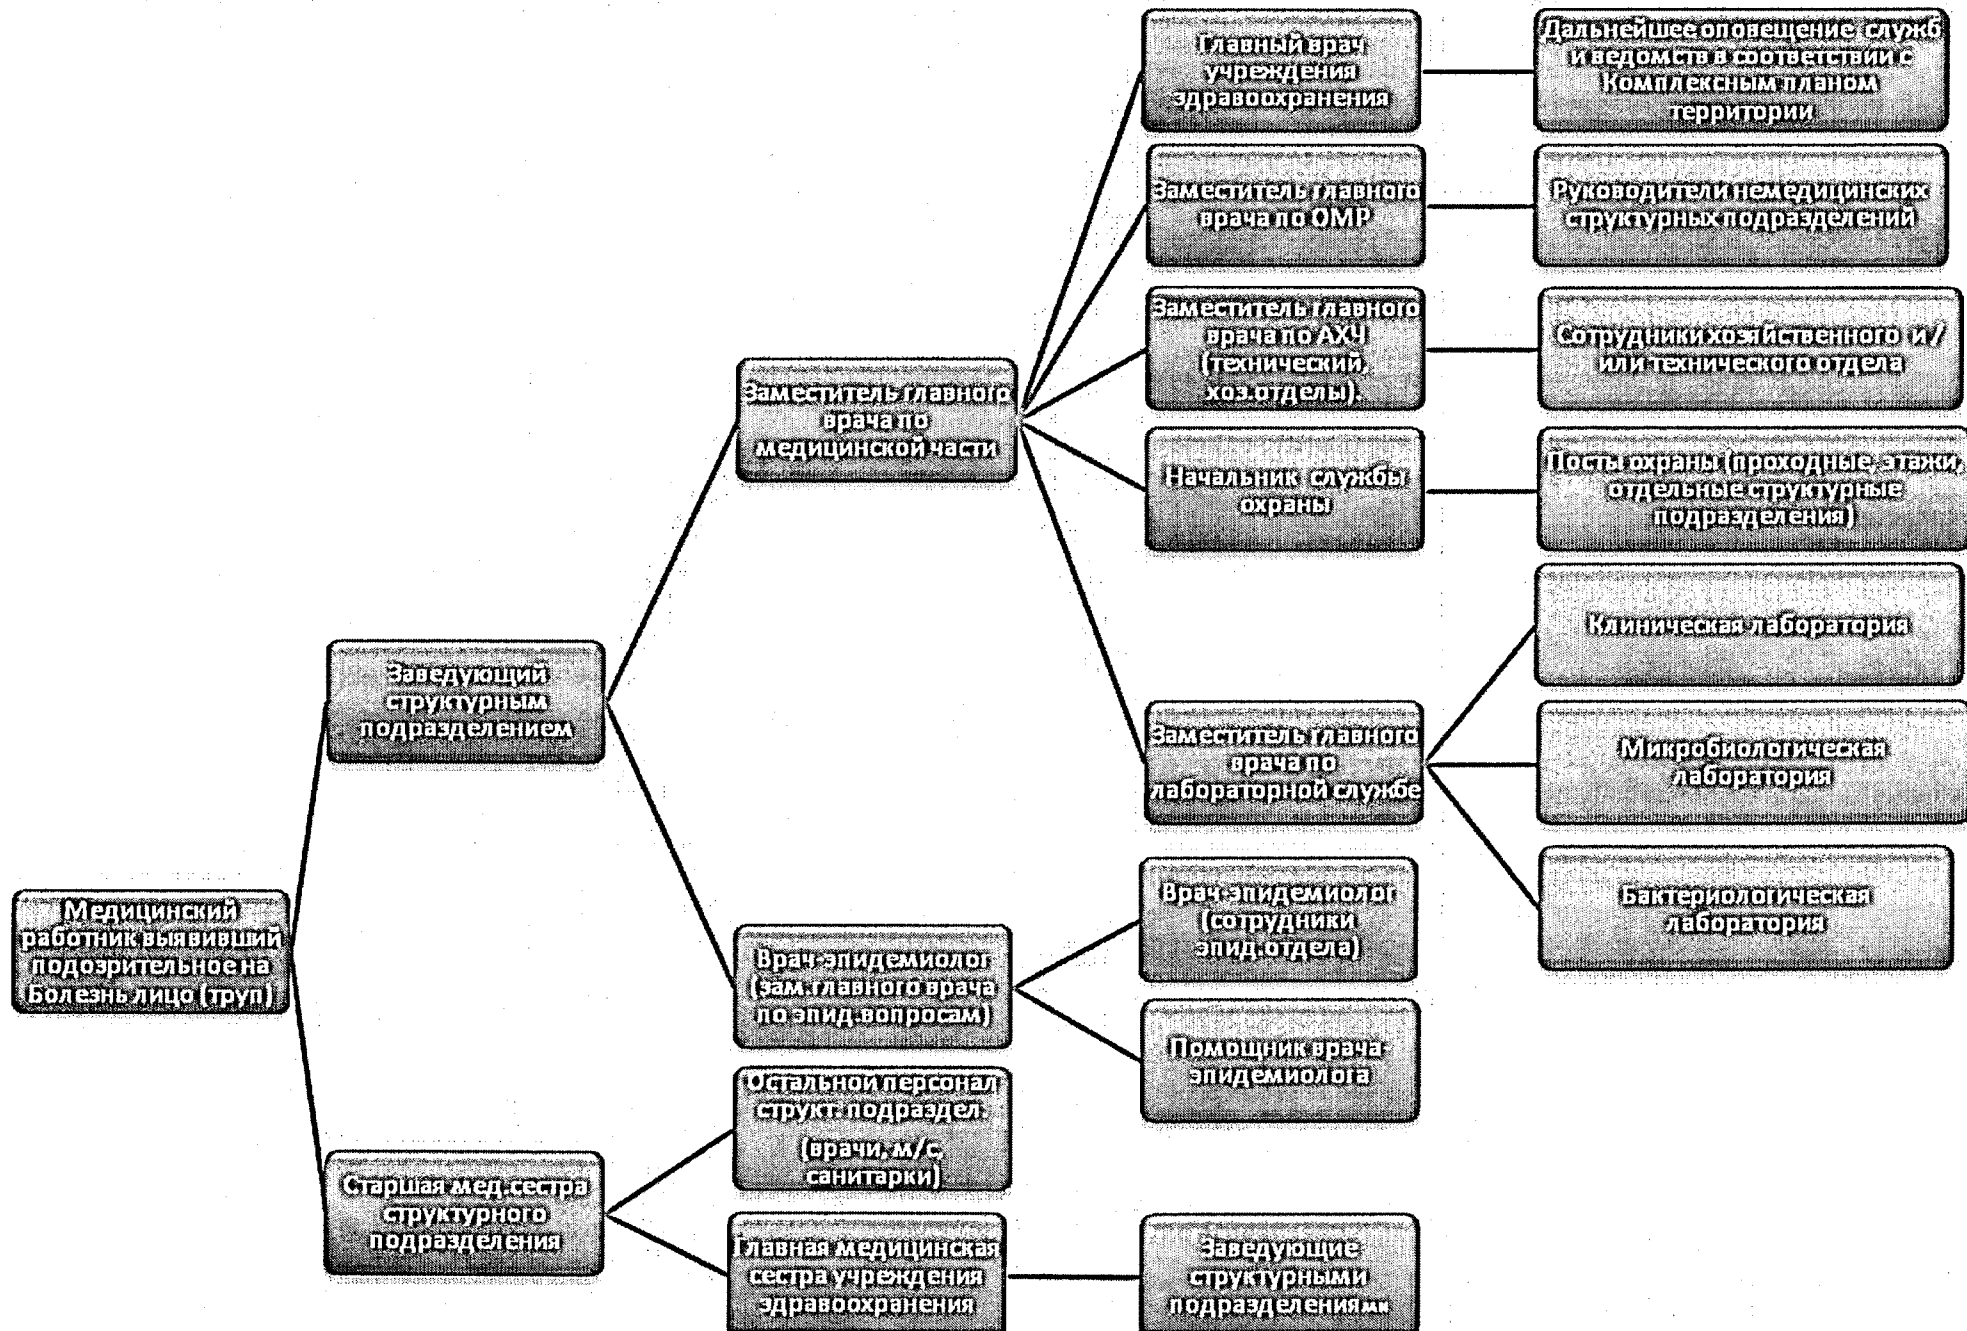 Главный врач
учреждения
здравоохранения
Дальнейшее оповещение служб
и ведомств в соответствии с
Комплексным планом
территории
Заместитель главного
врача по ОМР
Руководители немедицинских
структурных подразделений
Заместитель главного
врача по АХЧ
(технический,
хоз.отделы).
Сотрудники хозяйственного и /
или технического отдела
Заместитель главного
врача по
медицинской части
Начальник службы
охраны
Посты охраны (проходные, этажи,
отдельные структурные
подразделения)
Клиническая лаборатория
Заведующий
структурным
подразделением
Заместитель главного
врача по
лабораторной службе
Микробиологическая
лаборатория
Бактериологическая
лаборатория
Медицинский
работник выявивший
подозрительное на
Болезнь лицо (труп)
Врач-эпидемиолог
(зам.главного врача
по эпид.вопросам)
Врач-эпидемиолог
(сотрудники
эпид.отдела)
Помощник врача-
эпидемиолога
Остальной персонал
структ. подраздел.
(врачи, м/с,
санитарки)
Старшая мед.сестра
структурного
подразделения
Главная медицинская
сестра учреждения
здравоохранения
Заведующие
структурными
подразделениями